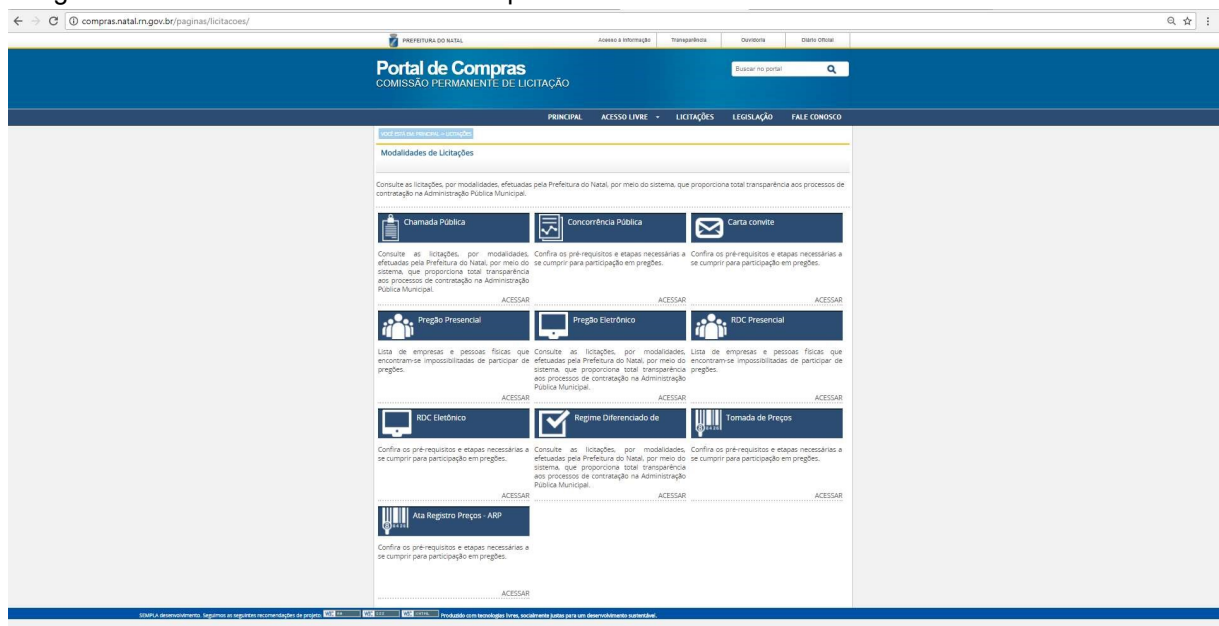 compras.natal.rn.gov.br/paginas/licitacoes/
PREFEITURA DO NATAL
Acesso à Informação
Transparência
Ouvidoria
Diário Oficial
Portal de Compras
COMISSÃO PERMANENTE DE LICITAÇÃO
Buscar no portal
PRINCIPAL ACESSO LIVRE LICITAÇÕES LEGISLAÇÃO FALE CONOSCO
VOCÊ ESTÁ EM: PRINCIPAL » LICITAÇÕES
Modalidades de Licitações
Consulte as licitações, por modalidades, efetuadas pela Prefeitura do Natal, por meio do sistema, que proporciona total transparência aos processos de
contratação na Administração Pública Municipal.
Chamada Pública
Consulte as licitações, por modalidades,
efetuadas pela Prefeitura do Natal, por meio do
sistema, que proporciona total transparência
aos processos de contratação na Administração
Pública Municipal.
ACESSAR
Concorrência Pública
Confira os pré-requisitos e etapas necessárias a
se cumprir para participação em pregões.
ACESSAR
Carta convite
Confira os pré-requisitos e etapas necessárias a
se cumprir para participação em pregões.
ACESSAR
Pregão Presencial
Lista de empresas e pessoas físicas que
encontram-se impossibilitadas de participar de
pregões.
ACESSAR
Pregão Eletrônico
Consulte as licitações, por modalidades,
efetuadas pela Prefeitura do Natal, por meio do
sistema, que proporciona total transparência
aos processos de contratação na Administração
Pública Municipal.
ACESSAR
RDC Presencial
Lista de empresas e pessoas físicas que
encontram-se impossibilitadas de participar de
pregões.
ACESSAR
RDC Eletônico
Confira os pré-requisitos e etapas necessárias a
se cumprir para participação em pregões.
ACESSAR
Regime Diferenciado de
Consulte as licitações, por modalidades,
efetuadas pela Prefeitura do Natal, por meio do
sistema, que proporciona total transparência
aos processos de contratação na Administração
Pública Municipal.
ACESSAR
Tomada de Preços
Confira os pré-requisitos e etapas necessárias a
se cumprir para participação em pregões.
ACESSAR
Ata Registro Preços - ARP
Confira os pré-requisitos e etapas necessárias a
se cumprir para participação em pregões.
ACESSAR
SEMPLA desenvolvimento. Seguimos as seguintes recomendações de projeto: Produzido com tecnologias livres, socialmente justas para um desenvolvimento sustentável.